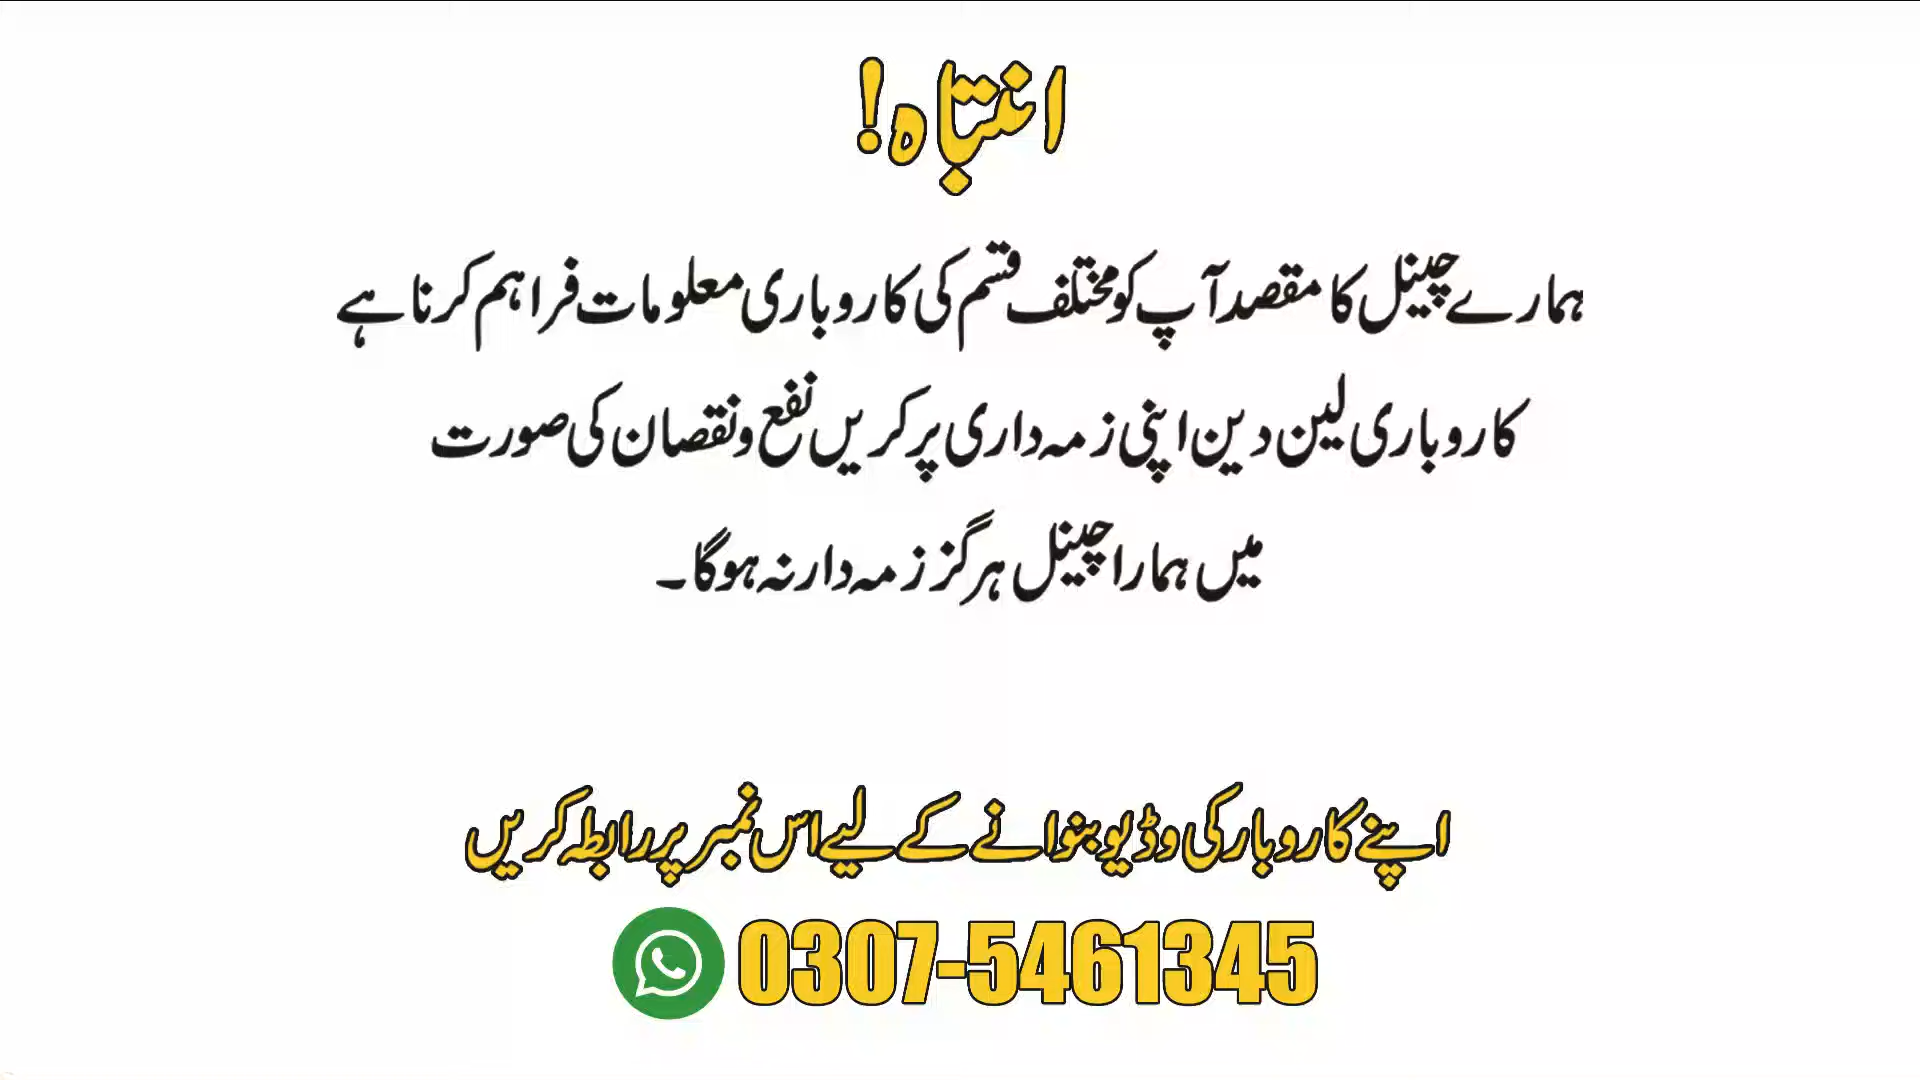 انتباہ!
ہمارے چینل کا مقصد آپ کو مختلف قسم کی کاروباری معلومات فراہم کرنا ہے
کاروباری لین دین اپنی زمہ داری پر کریں نفع و نقصان کی صورت
میں ہمارا چینل ہرگز زمہ دار نہ ہوگا۔
اپنے کاروبار کی وڈیو بنوانے کے لیے اس نمبر پر رابطہ کریں
0307-5461345